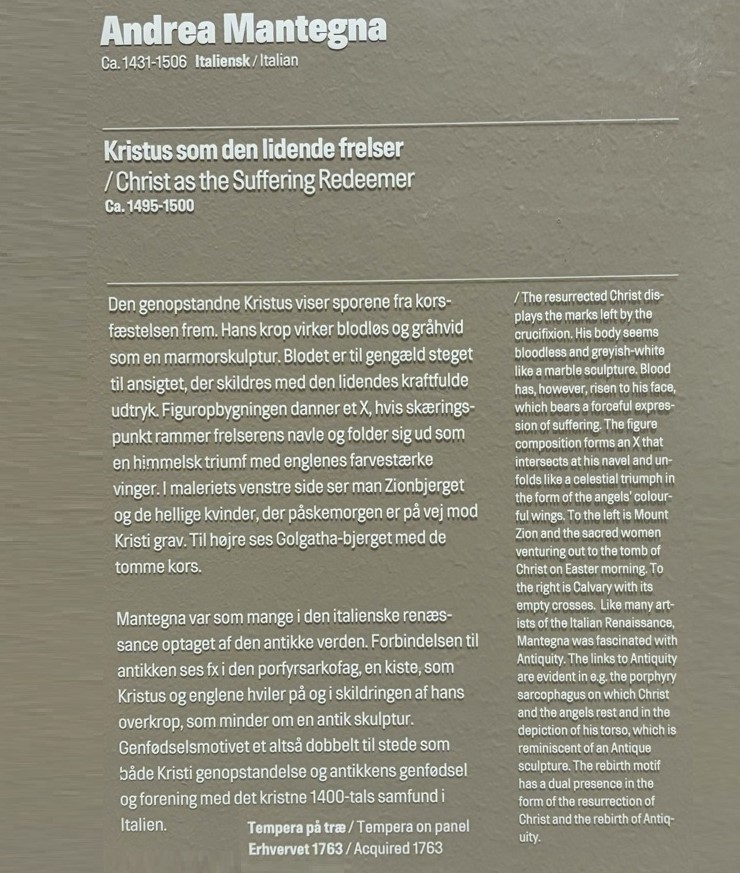 Andrea Mantegna
Ca. 1431-1506 Italiensk / Italian
Kristus som den lidende frelser
/ Christ as the Suffering Redeemer
Ca. 1495-1500
Den genopstandne Kristus viser sporene fra kors-
fæstelsen frem. Hans krop virker blodløs og gråhvid
som en marmorskulptur. Blodet er til gengæld steget
til ansigtet, der skildres med den lidendes kraftfulde
udtryk. Figuropbygningen danner et X, hvis skærings-
punkt rammer frelserens navle og folder sig ud som
en himmelsk triumf med englenes farvestærke
vinger. I maleriets venstre side ser man Zionbjerget
og de hellige kvinder, der påskemorgen er på vej mod
Kristi grav. Til højre ses Golgatha-bjerget med de
tomme kors.
Mantegna var som mange i den italienske renæs-
sance optaget af den antikke verden. Forbindelsen til
antikken ses fx i den porfyrsarkofag, en kiste, som
Kristus og englene hviler på og i skildringen af hans
overkrop, som minder om en antik skulptur.
Genfødselsmotivet et altså dobbelt til stede som
både Kristi genopstandelse og antikkens genfødsel
og forening med det kristne 1400-tals samfund i
Italien.
/ The resurrected Christ dis-
plays the marks left by the
crucifixion. His body seems
bloodless and greyish-white
like a marble sculpture. Blood
has, however, risen to his face,
which bears a forceful expres-
sion of suffering. The figure
composition forms an X that
intersects at his navel and un-
folds like a celestial triumph in
the form of the angels' colour-
ful wings. To the left is Mount
Zion and the sacred women
venturing out to the tomb of
Christ on Easter morning. To
the right is Calvary with its
empty crosses. Like many art-
ists of the Italian Renaissance,
Mantegna was fascinated with
Antiquity. The links to Antiquity
are evident in e.g. the porphyry
sarcophagus on which Christ
and the angels rest and in the
depiction of his torso, which is
reminiscent of an Antique
sculpture. The rebirth motif
has a dual presence in the
form of the resurrection of
Christ and the rebirth of Antiq-
uity.
Tempera på træ / Tempera on panel
Erhvervet 1763 / Acquired 1763